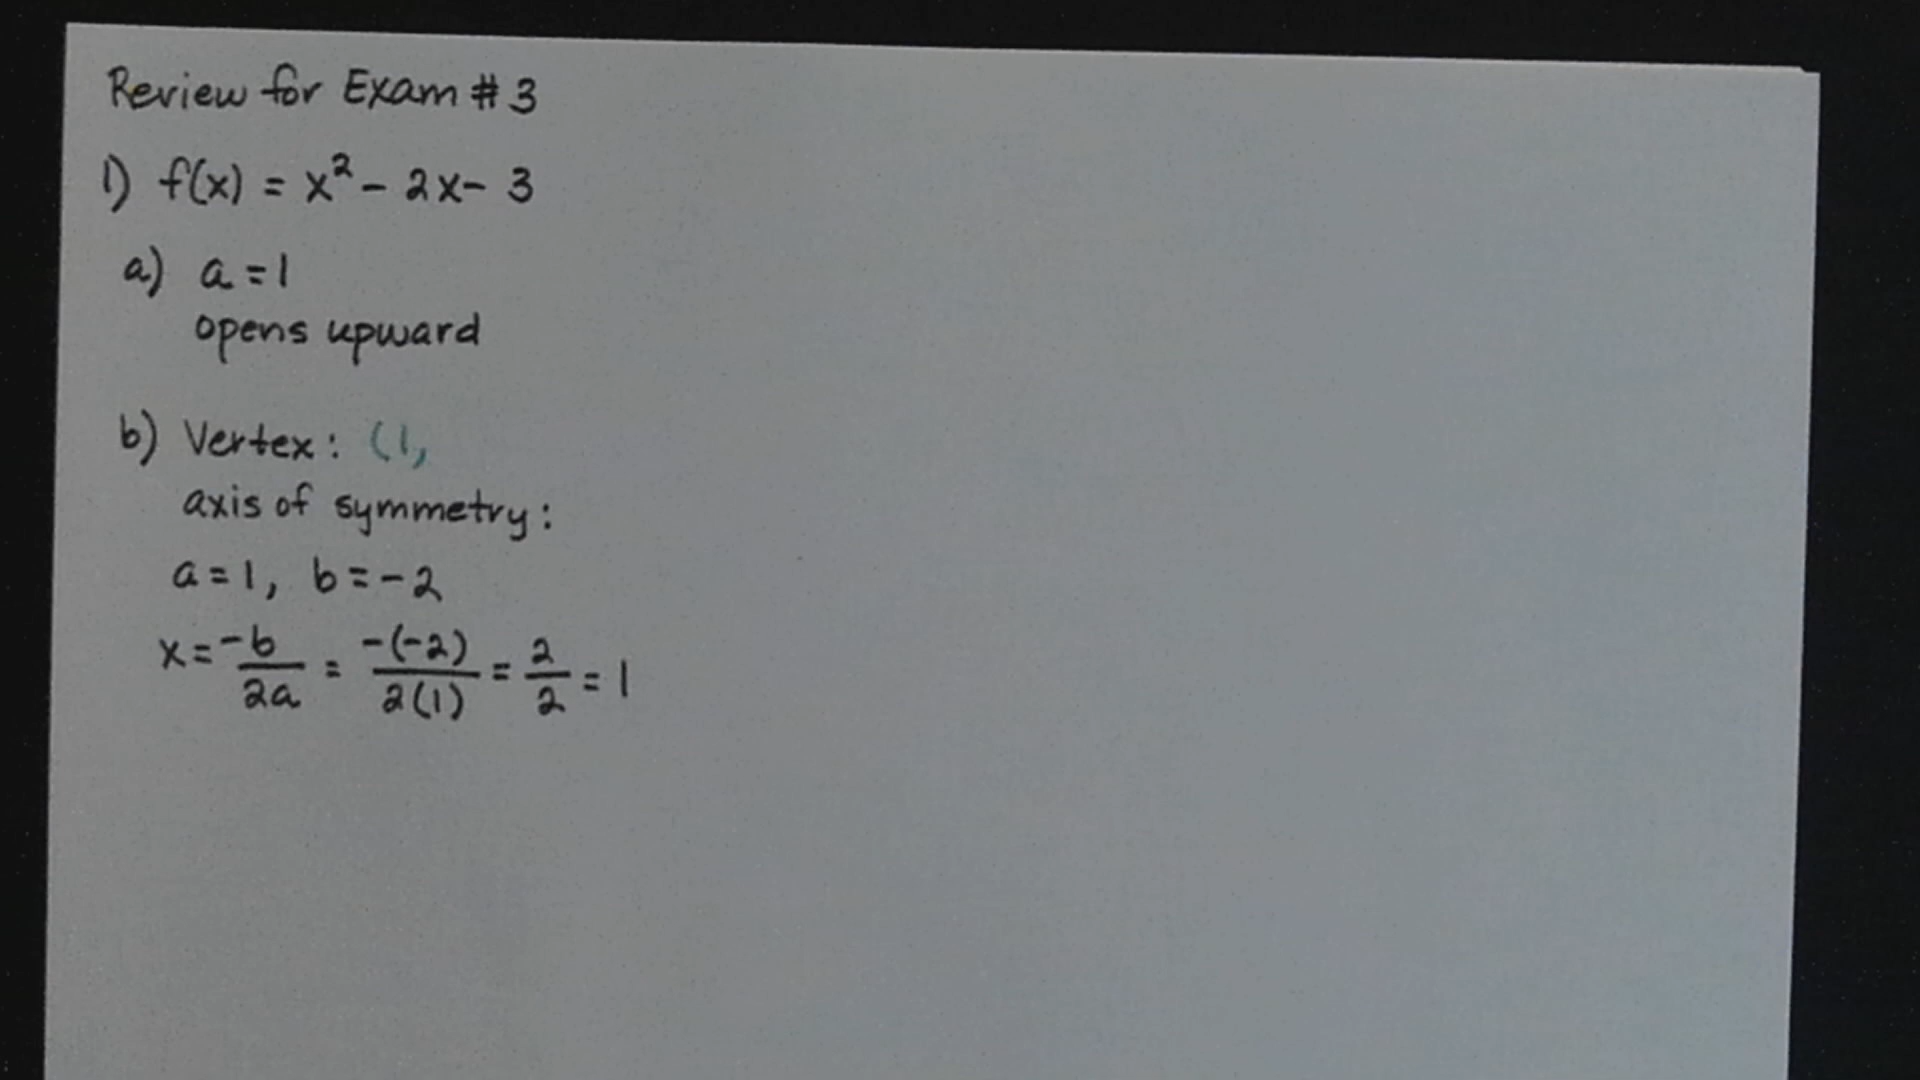 Review for Exam # 3
1) f(x) = x² - 2x - 3
a) a = 1
opens upward
b) Vertex: (1,
axis of symmetry:
a = 1, b = -2
x = -b/2a = -(-2)/2(1) = 2/2 = 1